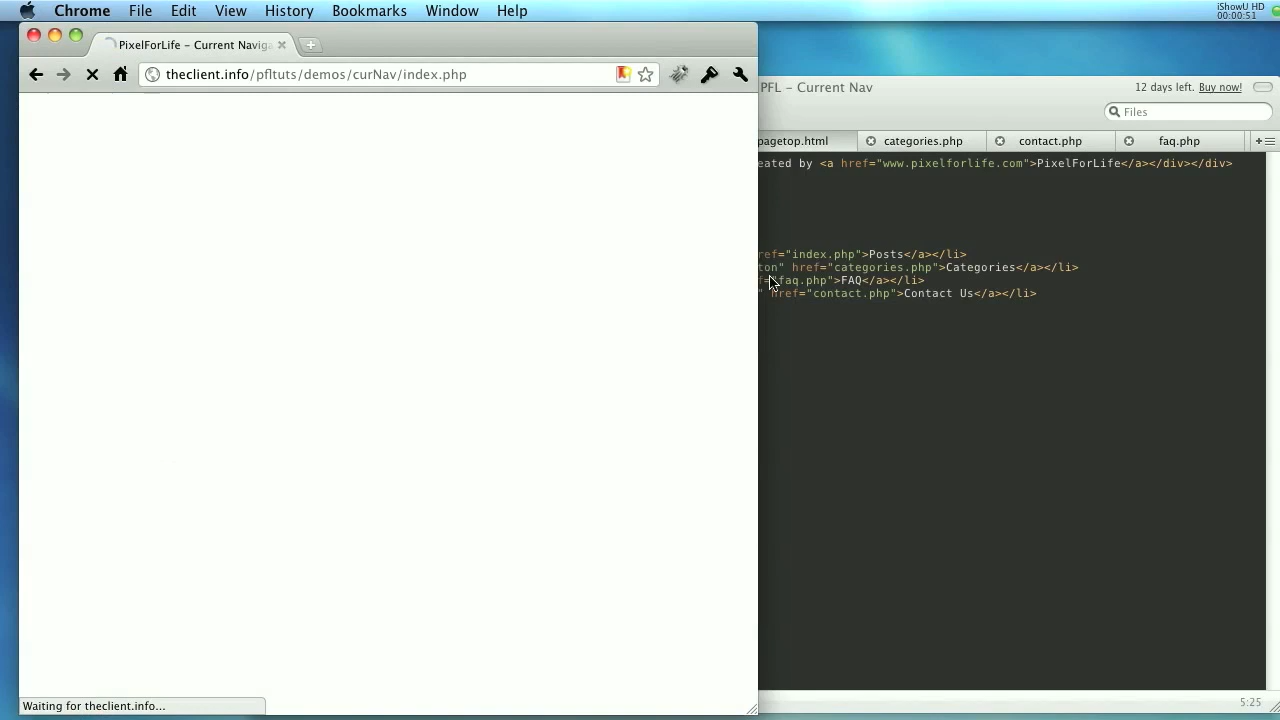 Chrome File Edit View History Bookmarks Window Help
iShowU HD
00:00:51
PixelForLife - Current Naviga
theclient.info/pfltuts/demos/curNav/index.php
PFL - Current Nav
12 days left. Buy now!
Files
pagetop.html categories.php contact.php faq.php
eated by <a href="www.pixelforlife.com">PixelForLife</a></div></div>
ref="index.php">Posts</a></li>
ton" href="categories.php">Categories</a></li>
f="faq.php">FAQ</a></li>
" href="contact.php">Contact Us</a></li>
Waiting for theclient.info...
5:25